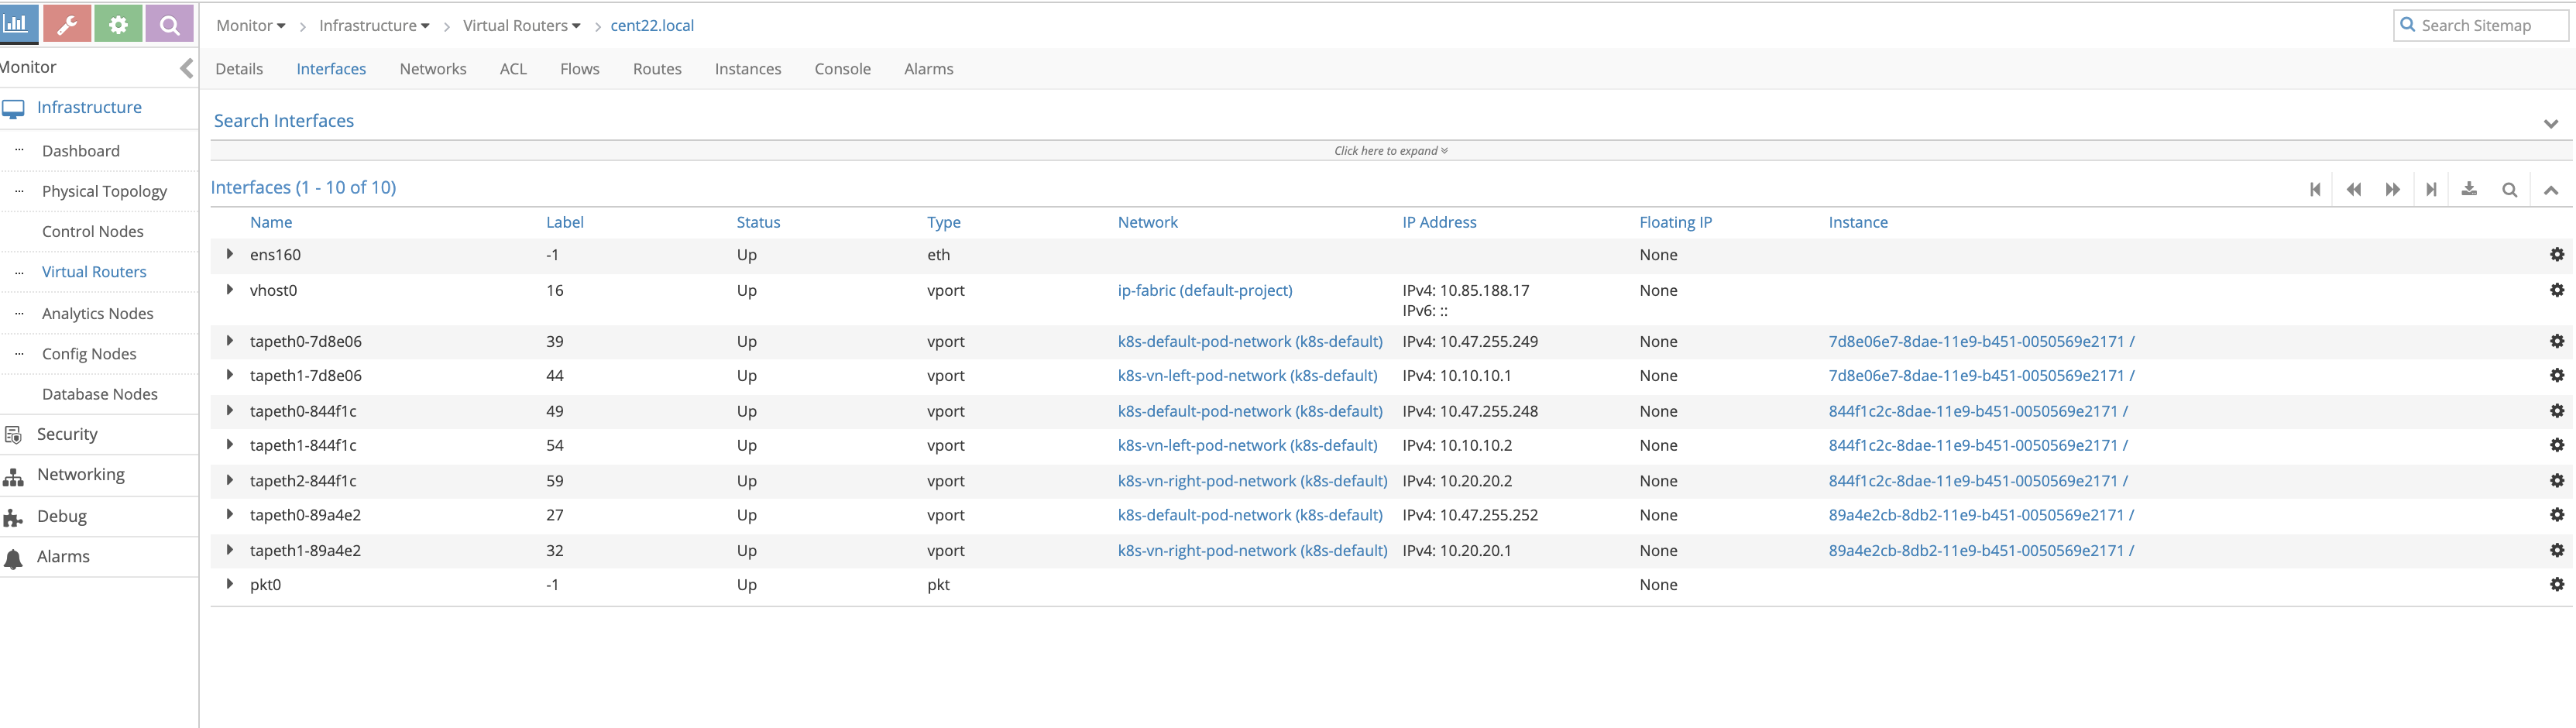 Monitor > Infrastructure > Virtual Routers > cent22.local Search Sitemap
Monitor
Details Interfaces Networks ACL Flows Routes Instances Console Alarms
Infrastructure
Dashboard
Physical Topology
Control Nodes
Virtual Routers
Analytics Nodes
Config Nodes
Database Nodes
Security
Networking
Debug
Alarms
Search Interfaces
Click here to expand
Interfaces (1 - 10 of 10)
Name Label Status Type Network IP Address Floating IP Instance
ens160 -1 Up eth None
vhost0 16 Up vport ip-fabric (default-project) IPv4: 10.85.188.17 None
IPv6: ::
tapeth0-7d8e06 39 Up vport k8s-default-pod-network (k8s-default) IPv4: 10.47.255.249 None 7d8e06e7-8dae-11e9-b451-0050569e2171 /
tapeth1-7d8e06 44 Up vport k8s-vn-left-pod-network (k8s-default) IPv4: 10.10.10.1 None 7d8e06e7-8dae-11e9-b451-0050569e2171 /
tapeth0-844f1c 49 Up vport k8s-default-pod-network (k8s-default) IPv4: 10.47.255.248 None 844f1c2c-8dae-11e9-b451-0050569e2171 /
tapeth1-844f1c 54 Up vport k8s-vn-left-pod-network (k8s-default) IPv4: 10.10.10.2 None 844f1c2c-8dae-11e9-b451-0050569e2171 /
tapeth2-844f1c 59 Up vport k8s-vn-right-pod-network (k8s-default) IPv4: 10.20.20.2 None 844f1c2c-8dae-11e9-b451-0050569e2171 /
tapeth0-89a4e2 27 Up vport k8s-default-pod-network (k8s-default) IPv4: 10.47.255.252 None 89a4e2cb-8db2-11e9-b451-0050569e2171 /
tapeth1-89a4e2 32 Up vport k8s-vn-right-pod-network (k8s-default) IPv4: 10.20.20.1 None 89a4e2cb-8db2-11e9-b451-0050569e2171 /
pkt0 -1 Up pkt None